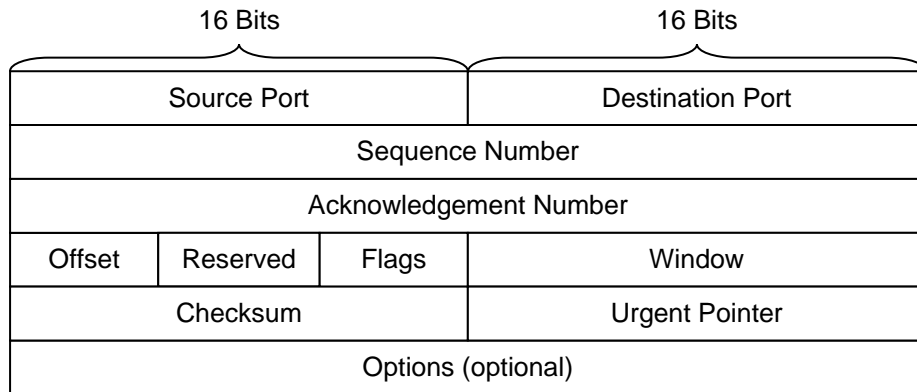 16 Bits 16 Bits
Source Port Destination Port
Sequence Number
Acknowledgement Number
Offset Reserved Flags Window
Checksum Urgent Pointer
Options (optional)